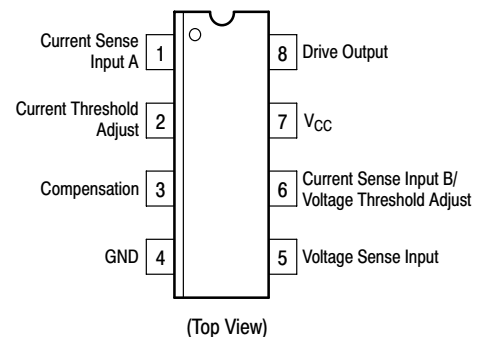 Current Sense
Input A
1
Current Threshold
Adjust
2
Compensation
3
GND
4
8
Drive Output
7
VCC
6
Current Sense Input B/
Voltage Threshold Adjust
5
Voltage Sense Input
(Top View)